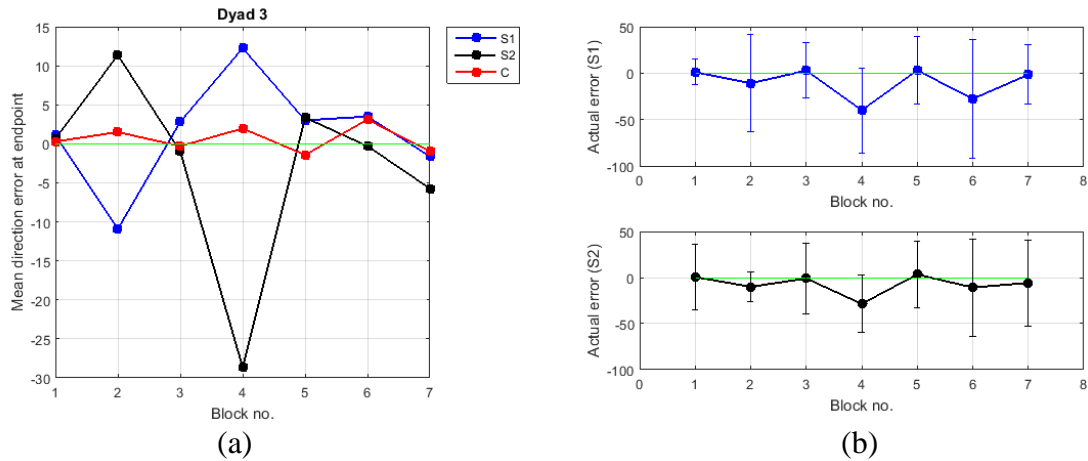 Dyad 3
S1
S2
C
Mean direction error at endpoint
15
10
5
0
-5
-10
-15
-20
-25
-30
1 2 3 4 5 6 7
Block no.
(a)
Actual error (S1)
50
0
-50
-100
0 1 2 3 4 5 6 7 8
Block no.
Actual error (S2)
50
0
-50
-100
0 1 2 3 4 5 6 7 8
Block no.
(b)